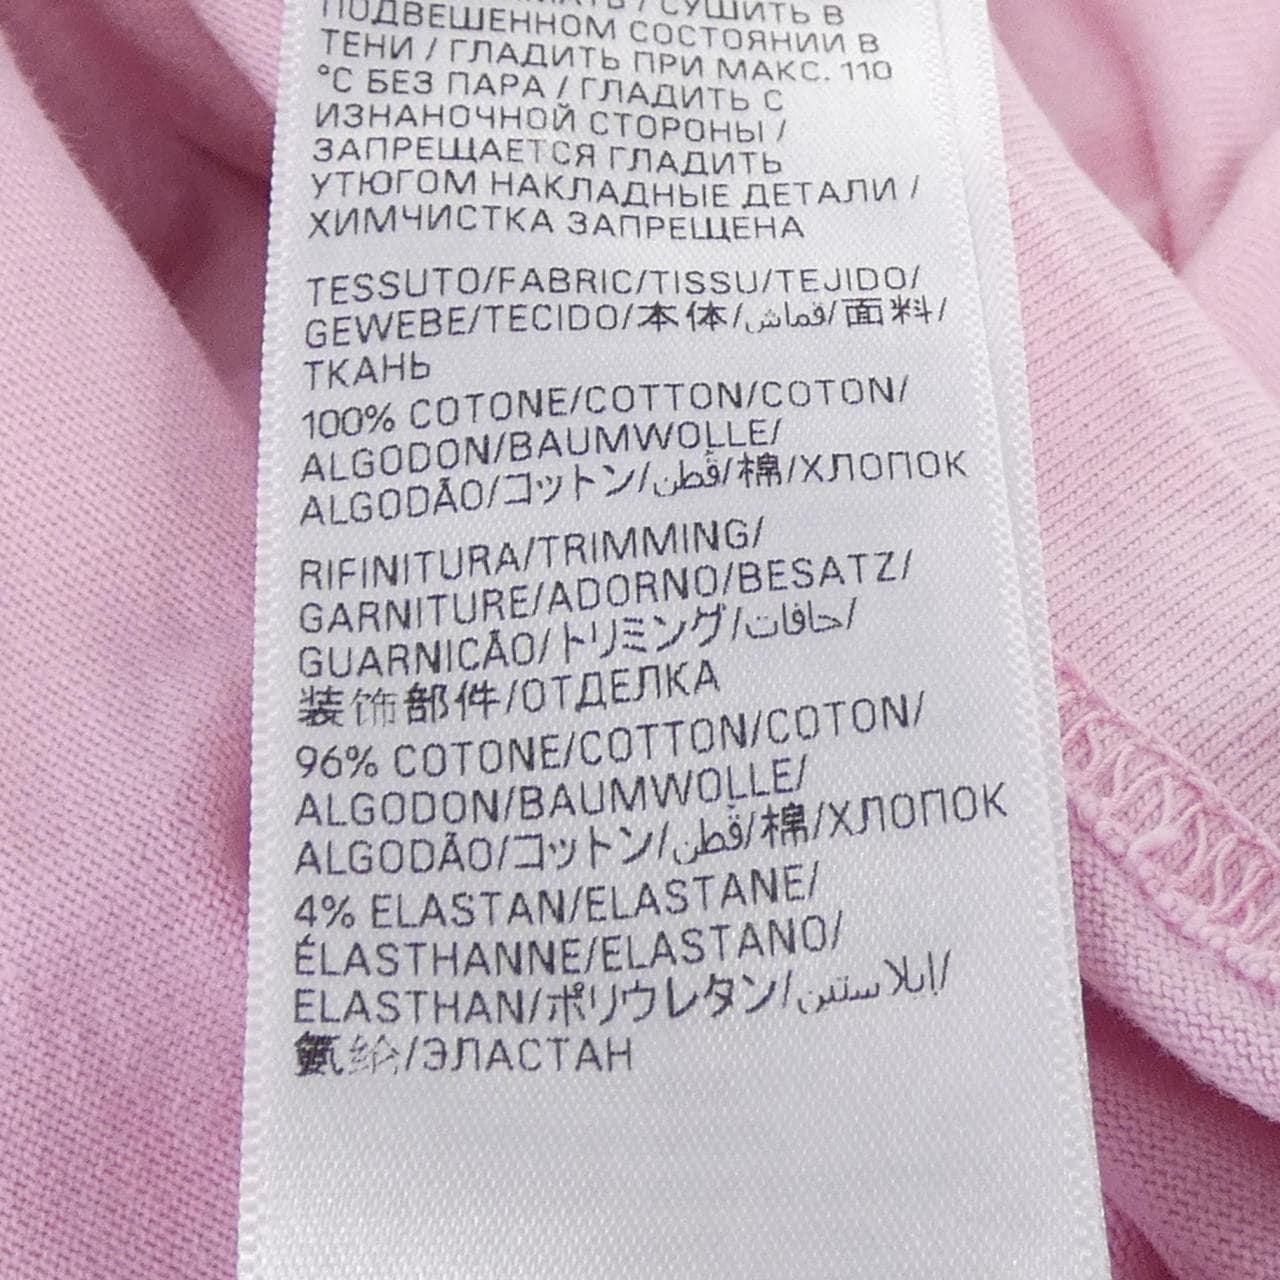 / СУШИТЬ В
ПОДВЕШЕННОМ СОСТОЯНИИ В
ТЕНИ / ГЛАДИТЬ ПРИ МАКС. 110
°C БЕЗ ПАРА / ГЛАДИТЬ С
ИЗНАНОЧНОЙ СТОРОНЫ /
ЗАПРЕЩАЕТСЯ ГЛАДИТЬ
УТЮГОМ НАКЛАДНЫЕ ДЕТАЛИ /
ХИМЧИСТКА ЗАПРЕЩЕНА
TESSUTO/FABRIC/TISSU/TEJIDO/
GEWEBE/TECIDO/本体/قماش/面料/
ТКАНЬ
100% COTONE/COTTON/COTON/
ALGODON/BAUMWOLLE/
ALGODÃO/コットン/قُطن/棉/ХЛОПОК
RIFINITURA/TRIMMING/
GARNITURE/ADORNO/BESATZ/
GUARNICÃO/トリミング/حافات/
装饰部件/ОТДЕЛКА
96% COTONE/COTTON/COTON/
ALGODON/BAUMWOLLE/
ALGODÃO/コットン/قُطن/棉/ХЛОПОК
4% ELASTAN/ELASTANE/
ÉLASTHANNE/ELASTANO/
ELASTHAN/ポリウレタン/إيلاستين/
氨纶/ЭЛАСТАН